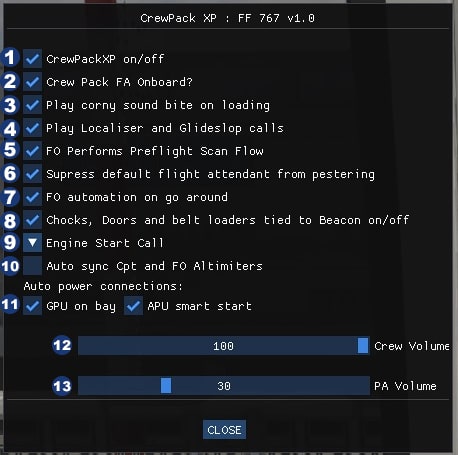 CrewPack XP : FF 767 v1.0
1 CrewPackXP on/off
2 Crew Pack FA Onboard?
3 Play corny sound bite on loading
4 Play Localiser and Glideslop calls
5 FO Performs Preflight Scan Flow
6 Supress default flight attendant from pestering
7 FO automation on go around
8 Chocks, Doors and belt loaders tied to Beacon on/off
9 Engine Start Call
10 Auto sync Cpt and FO Altimiters
Auto power connections:
11 GPU on bay APU smart start
12 100 Crew Volume
13 30 PA Volume
CLOSE